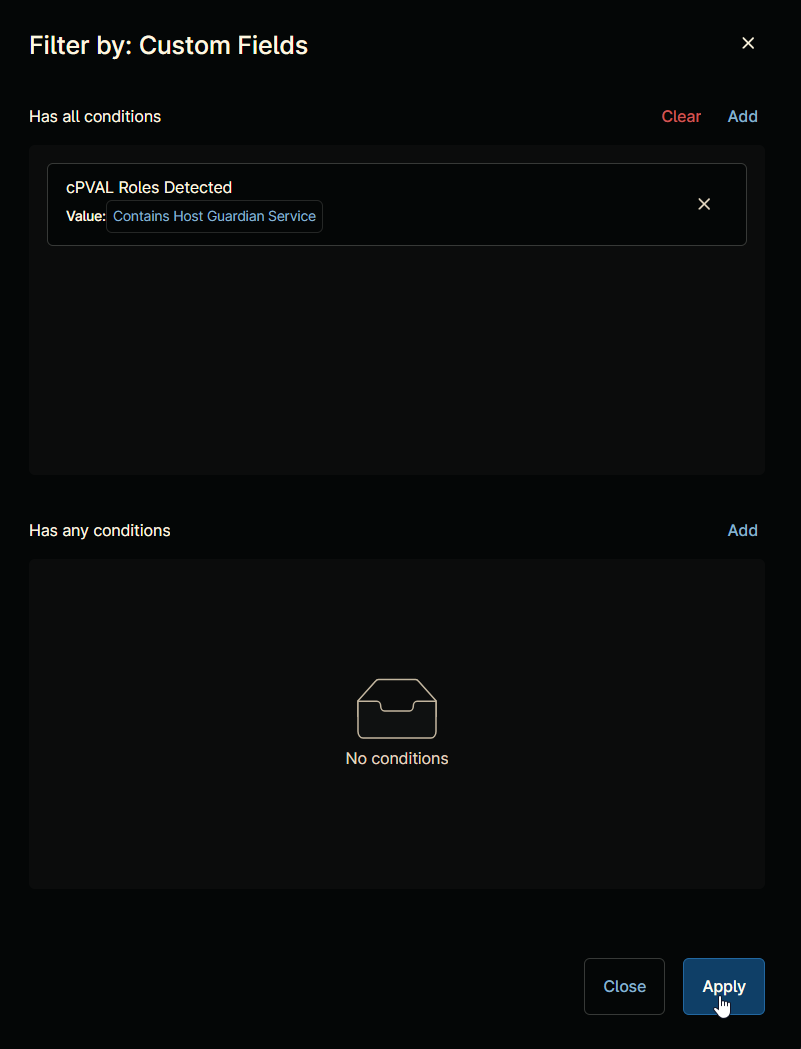 Filter by: Custom Fields
Has all conditions
Clear
Add
cPVAL Roles Detected
Value: Contains Host Guardian Service
Has any conditions
Add
No conditions
Close
Apply